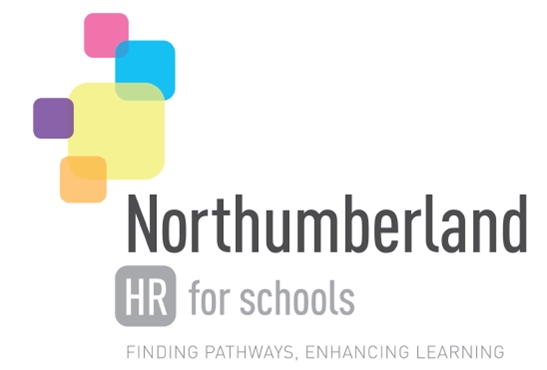 Northumberland
HR for schools
FINDING PATHWAYS, ENHANCING LEARNING